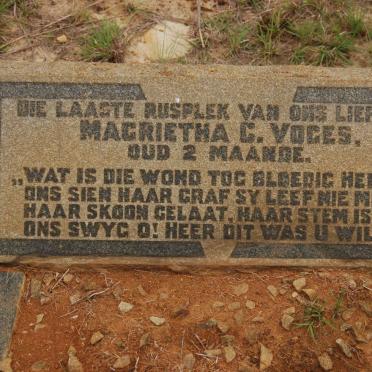 DIE LAASTE RUSPLEK VAN ONS LIEF
MAGRIETHA C. VOGES,
OUD 2 MAANDE.
„WAT IS DIE WOND TOG BLOEDIG HE
ONS SIEN HAAR GRAF SY LEEF NIE M
HAAR SKOON GELAAT, HAAR STEM IS
ONS SWYG O! HEER DIT WAS U WIL